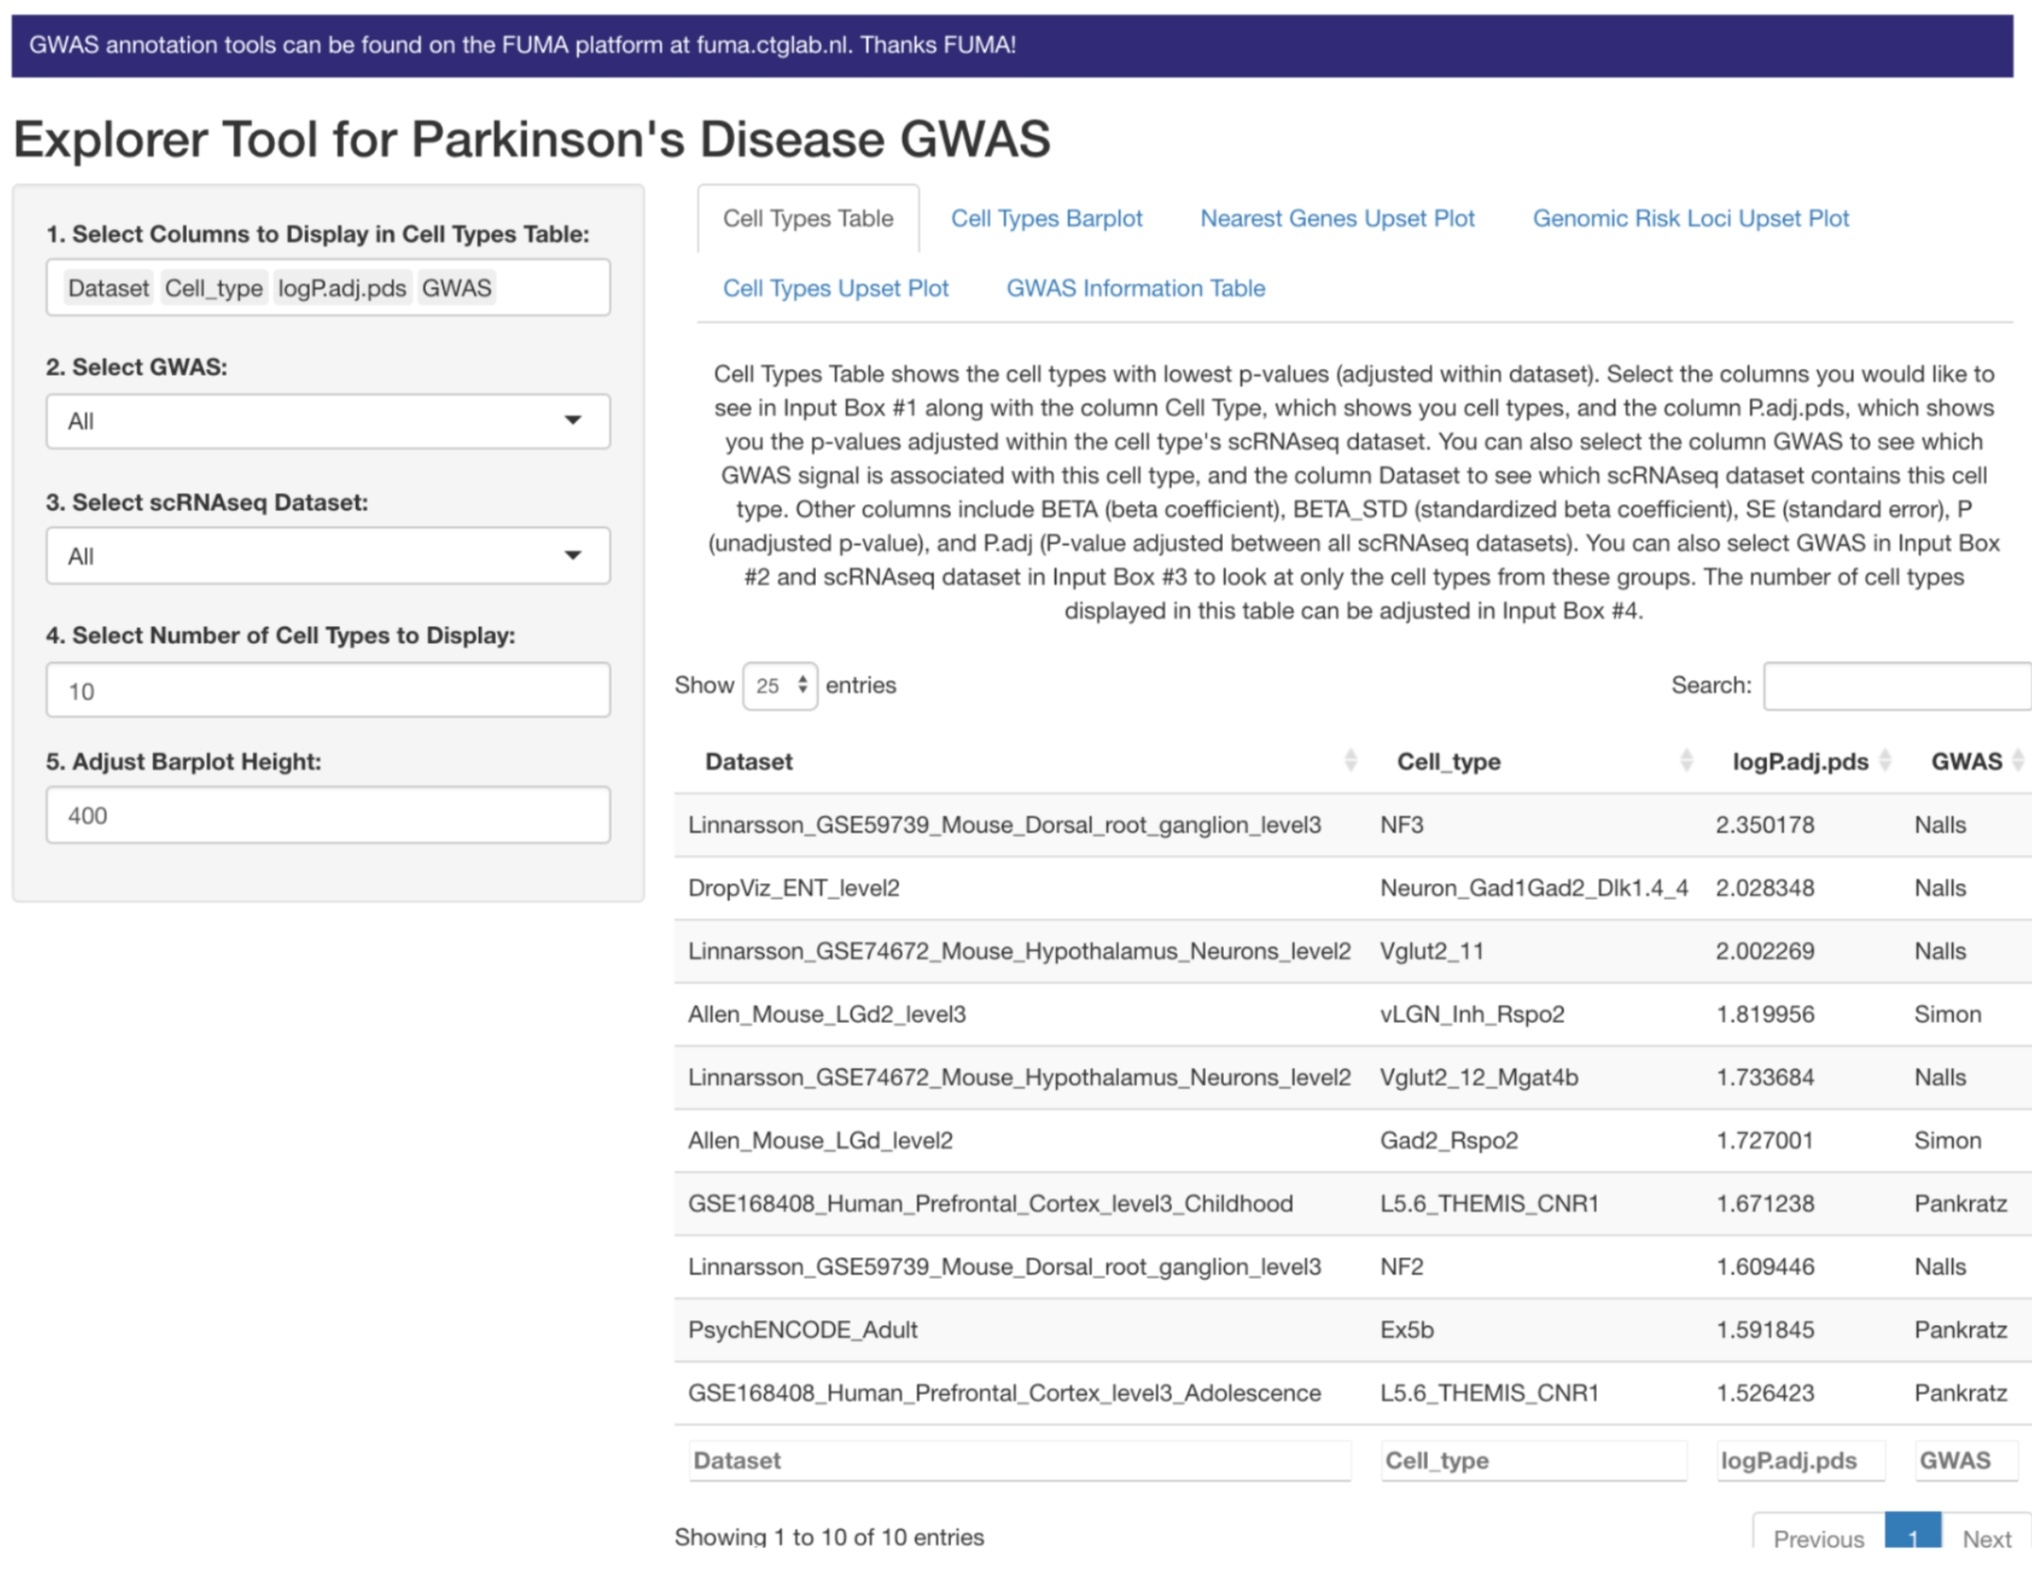 GWAS annotation tools can be found on the FUMA platform at fuma.ctglab.nl. Thanks FUMA!
Explorer Tool for Parkinson's Disease GWAS
1. Select Columns to Display in Cell Types Table:
Dataset Cell_type logP.adj.pds GWAS
2. Select GWAS:
All
3. Select scRNAseq Dataset:
All
4. Select Number of Cell Types to Display:
10
5. Adjust Barplot Height:
400
Cell Types Table Cell Types Barplot Nearest Genes Upset Plot Genomic Risk Loci Upset Plot
Cell Types Upset Plot GWAS Information Table
Cell Types Table shows the cell types with lowest p-values (adjusted within dataset). Select the columns you would like to
see in Input Box #1 along with the column Cell Type, which shows you cell types, and the column P.adj.pds, which shows
you the p-values adjusted within the cell type's scRNAseq dataset. You can also select the column GWAS to see which
GWAS signal is associated with this cell type, and the column Dataset to see which scRNAseq dataset contains this cell
type. Other columns include BETA (beta coefficient), BETA_STD (standardized beta coefficient), SE (standard error), P
(unadjusted p-value), and P.adj (P-value adjusted between all scRNAseq datasets). You can also select GWAS in Input Box
#2 and scRNAseq dataset in Input Box #3 to look at only the cell types from these groups. The number of cell types
displayed in this table can be adjusted in Input Box #4.
Show 25 entries Search:
Dataset Cell_type logP.adj.pds GWAS
Linnarsson_GSE59739_Mouse_Dorsal_root_ganglion_level3 NF3 2.350178 Nalls
DropViz_ENT_level2 Neuron_Gad1Gad2_Dlk1.4_4 2.028348 Nalls
Linnarsson_GSE74672_Mouse_Hypothalamus_Neurons_level2 Vglut2_11 2.002269 Nalls
Allen_Mouse_LGd2_level3 vLGN_Inh_Rspo2 1.819956 Simon
Linnarsson_GSE74672_Mouse_Hypothalamus_Neurons_level2 Vglut2_12_Mgat4b 1.733684 Nalls
Allen_Mouse_LGd_level2 Gad2_Rspo2 1.727001 Simon
GSE168408_Human_Prefrontal_Cortex_level3_Childhood L5.6_THEMIS_CNR1 1.671238 Pankratz
Linnarsson_GSE59739_Mouse_Dorsal_root_ganglion_level3 NF2 1.609446 Nalls
PsychENCODE_Adult Ex5b 1.591845 Pankratz
GSE168408_Human_Prefrontal_Cortex_level3_Adolescence L5.6_THEMIS_CNR1 1.526423 Pankratz
Dataset Cell_type logP.adj.pds GWAS
Showing 1 to 10 of 10 entries Previous 1 Next